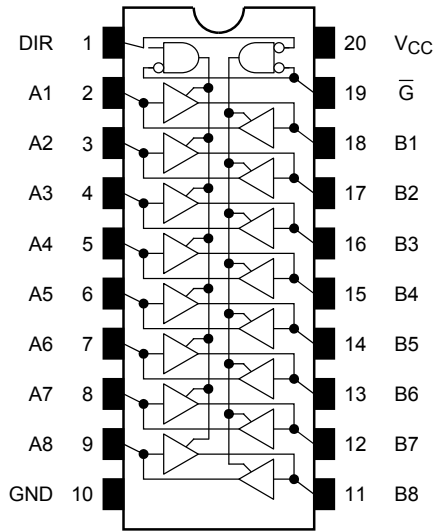 DIR 1 20 VCC
A1 2 19 G̅
A2 3 18 B1
A3 4 17 B2
A4 5 16 B3
A5 6 15 B4
A6 7 14 B5
A7 8 13 B6
A8 9 12 B7
GND 10 11 B8